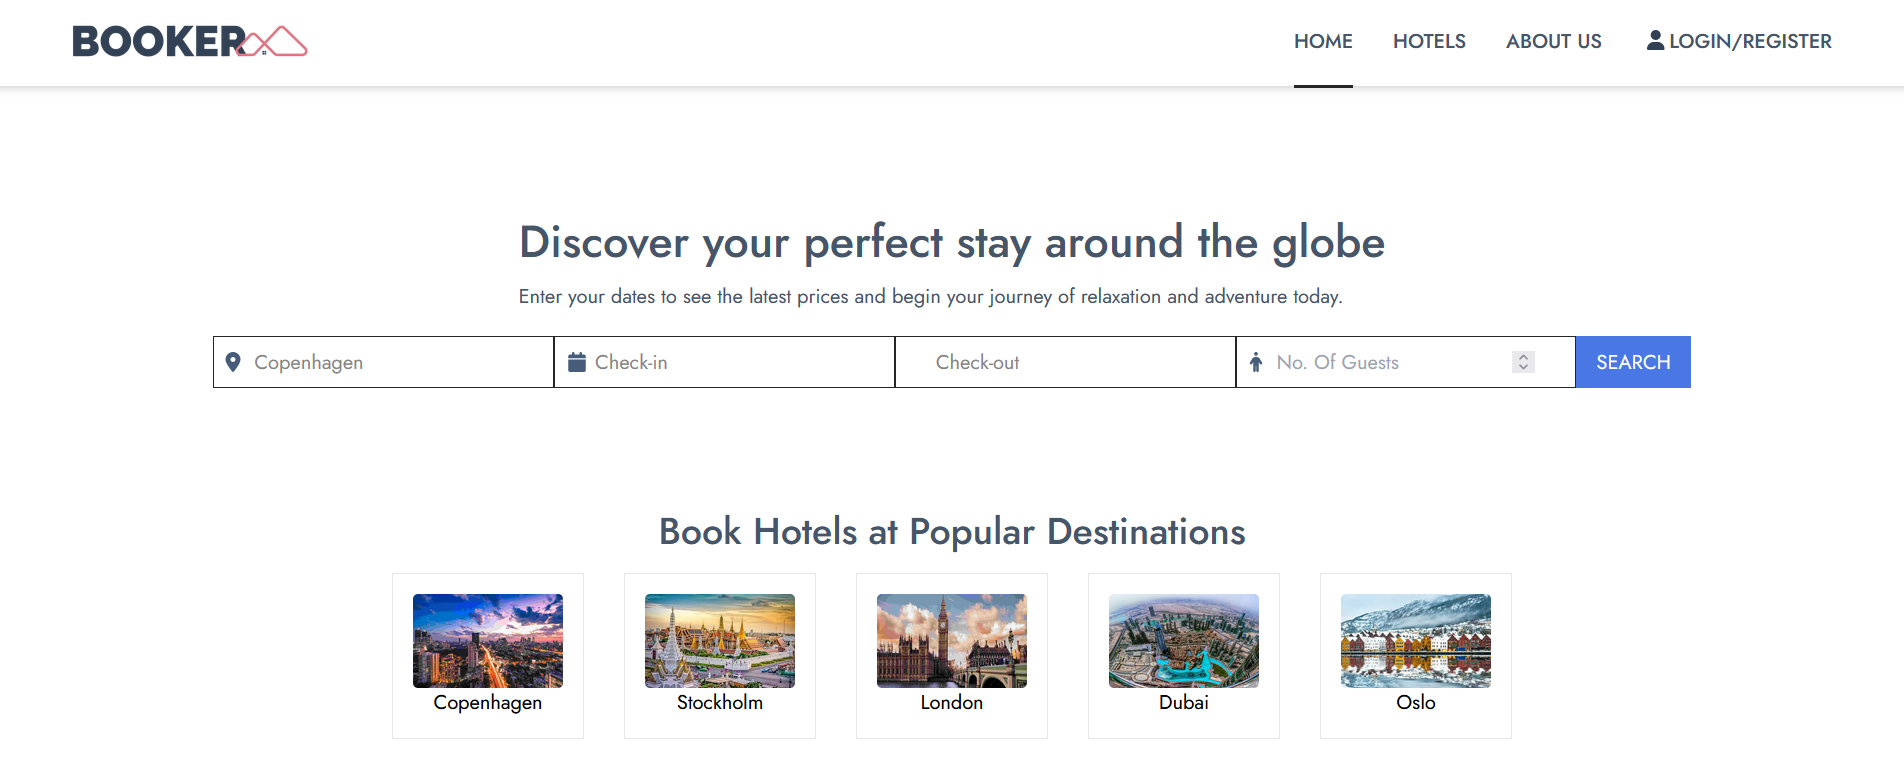 BOOKER
HOME HOTELS ABOUT US LOGIN/REGISTER
Discover your perfect stay around the globe
Enter your dates to see the latest prices and begin your journey of relaxation and adventure today.
Copenhagen Check-in Check-out No. Of Guests SEARCH
Book Hotels at Popular Destinations
Copenhagen Stockholm London Dubai Oslo